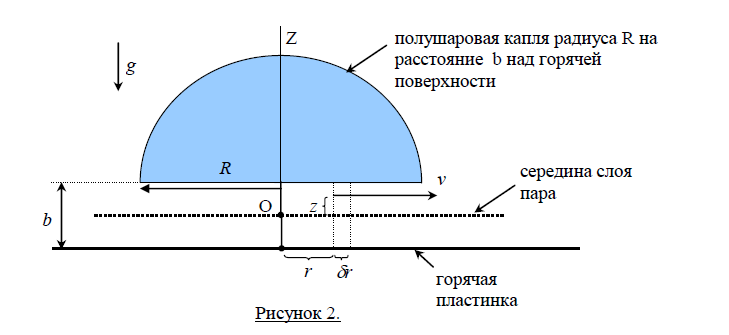 Z
полушаровая капля радиуса R на
расстояние b над горячей
поверхности
g
R
v
середина слоя
пара
O
z
b
r
δr
горячая
пластинка
Рисунок 2.